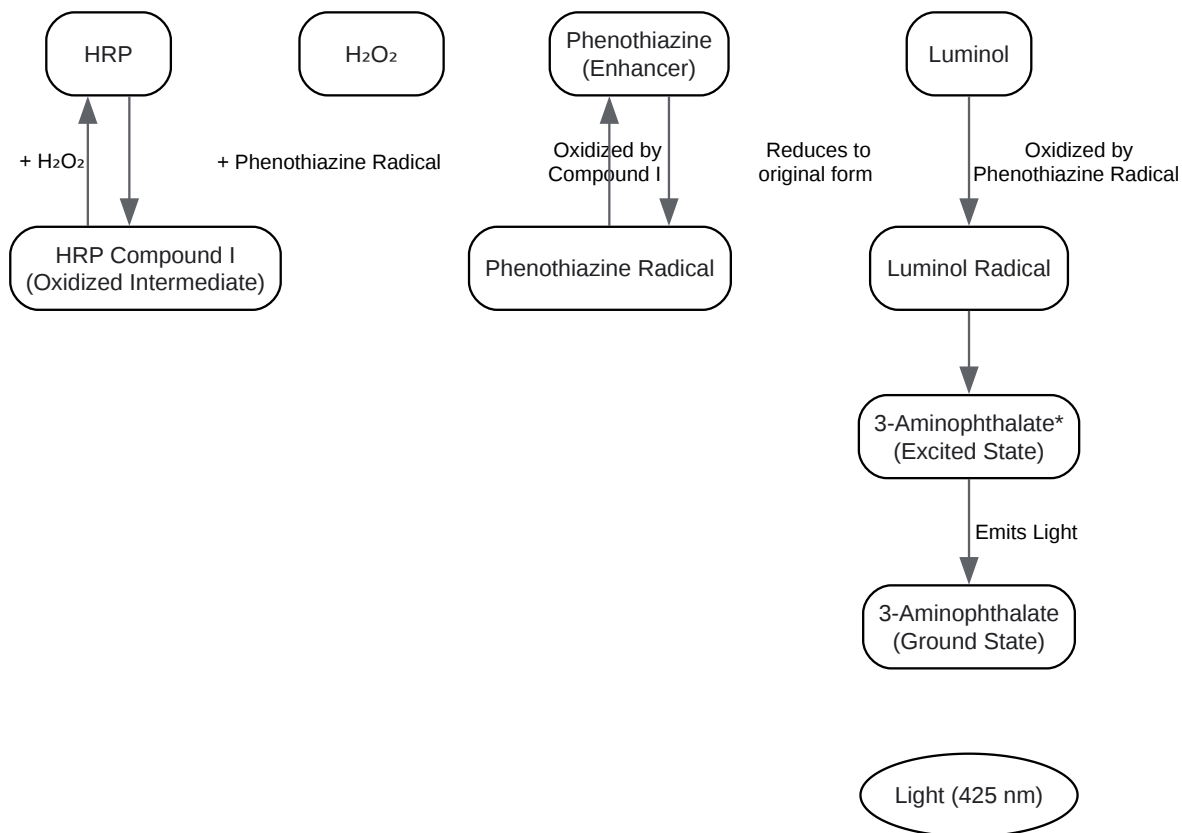 HRP
H₂O₂
Phenothiazine
(Enhancer)
Luminol
+ H₂O₂
+ Phenothiazine Radical
Oxidized by
Compound I
Reduces to
original form
Oxidized by
Phenothiazine Radical
HRP Compound I
(Oxidized Intermediate)
Phenothiazine Radical
Luminol Radical
3-Aminophthalate*
(Excited State)
Emits Light
3-Aminophthalate
(Ground State)
Light (425 nm)